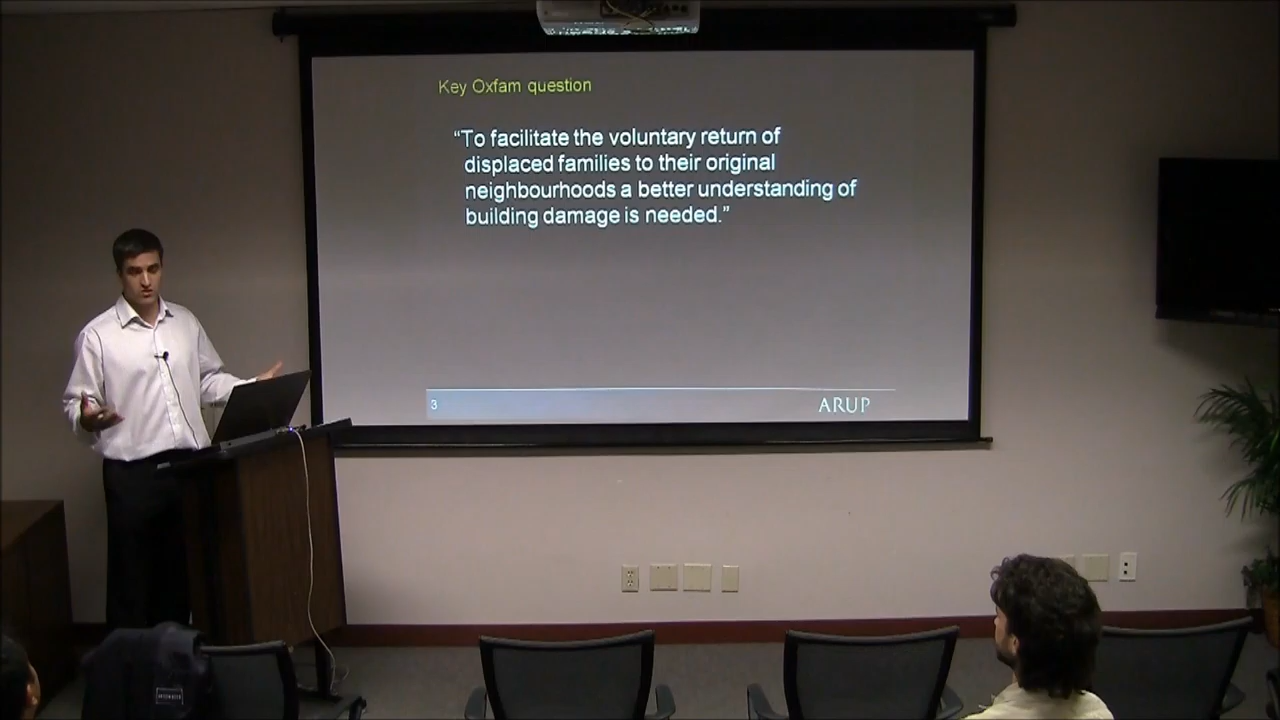 Key Oxfam question
“To facilitate the voluntary return of
displaced families to their original
neighbourhoods a better understanding of
building damage is needed.”
3
ARUP